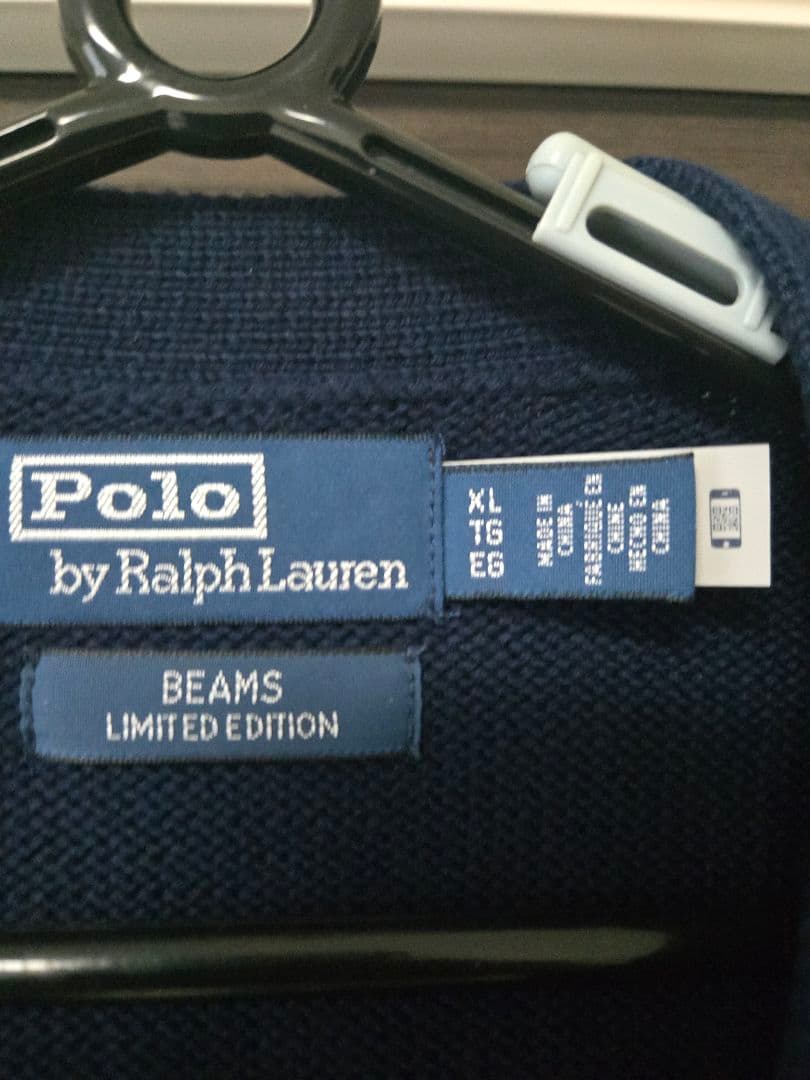 Polo
by Ralph Lauren
XL
TG
EG
MADE IN
CHINA
FABRIQUÉ EN
CHINE
HECHO EN
CHINA
BEAMS
LIMITED EDITION